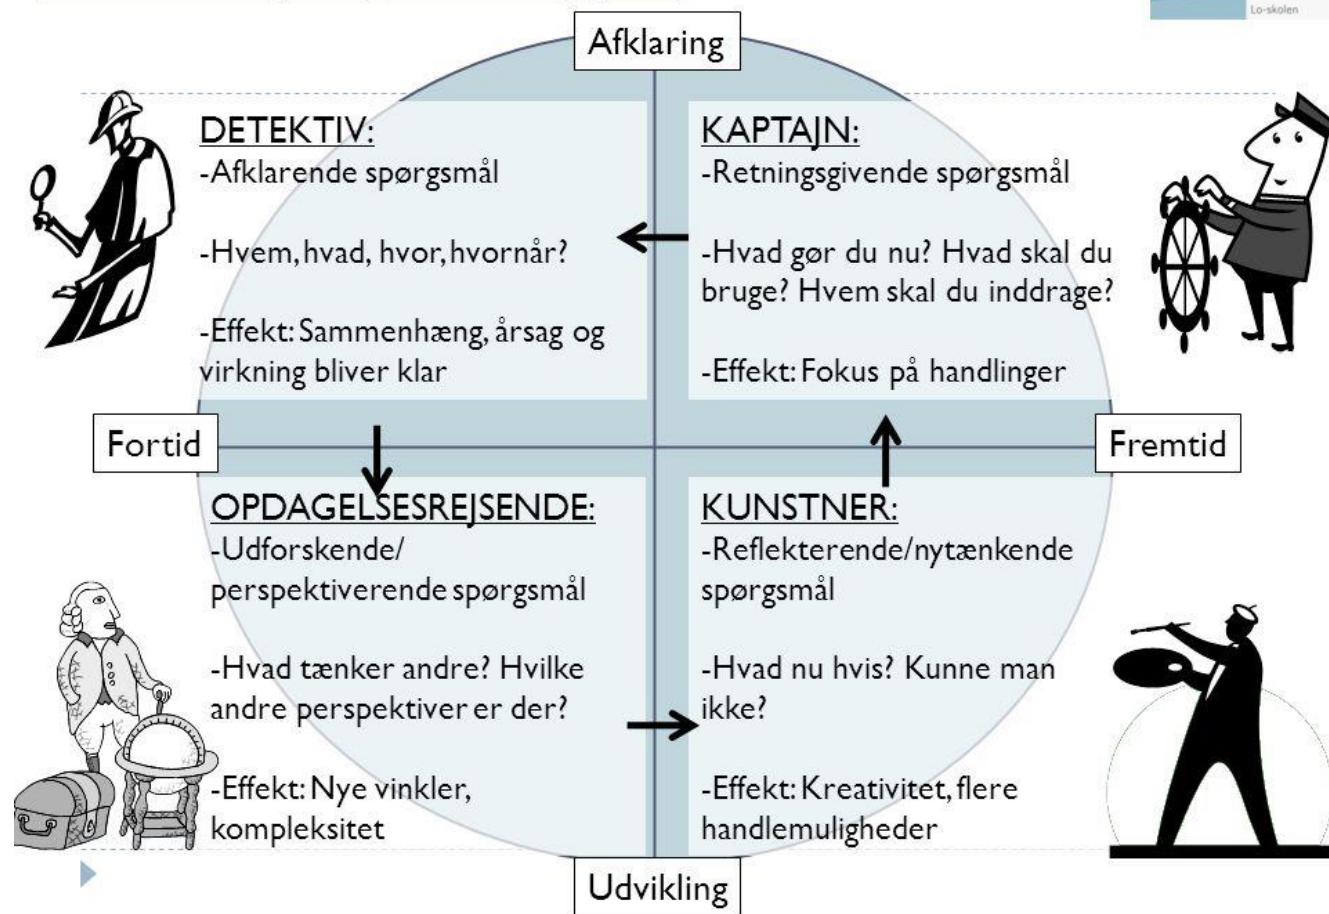 Lo-skolen
Afklaring
DETEKTIV:
-Afklarende spørgsmål
-Hvem, hvad, hvor, hvornår?
-Effekt: Sammenhæng, årsag og
virkning bliver klar
KAPTAJN:
-Retningsgivende spørgsmål
-Hvad gør du nu? Hvad skal du
bruge? Hvem skal du inddrage?
-Effekt: Fokus på handlinger
Fortid
Fremtid
OPDAGELSESREJSENDE:
-Udforskende/
perspektiverende spørgsmål
-Hvad tænker andre? Hvilke
andre perspektiver er der?
-Effekt: Nye vinkler,
kompleksitet
KUNSTNER:
-Reflekterende/nytænkende
spørgsmål
-Hvad nu hvis? Kunne man
ikke?
-Effekt: Kreativitet, flere
handlemuligheder
Udvikling